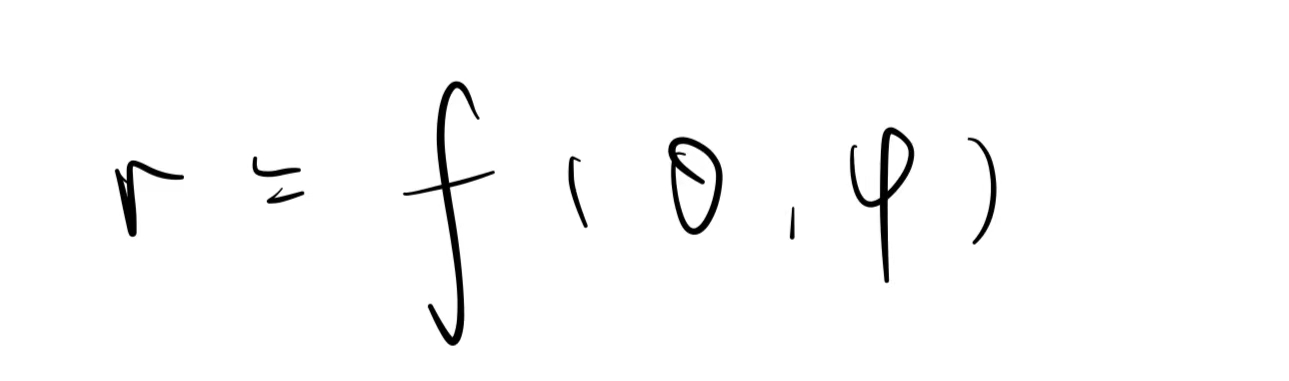 r = f(θ, φ)